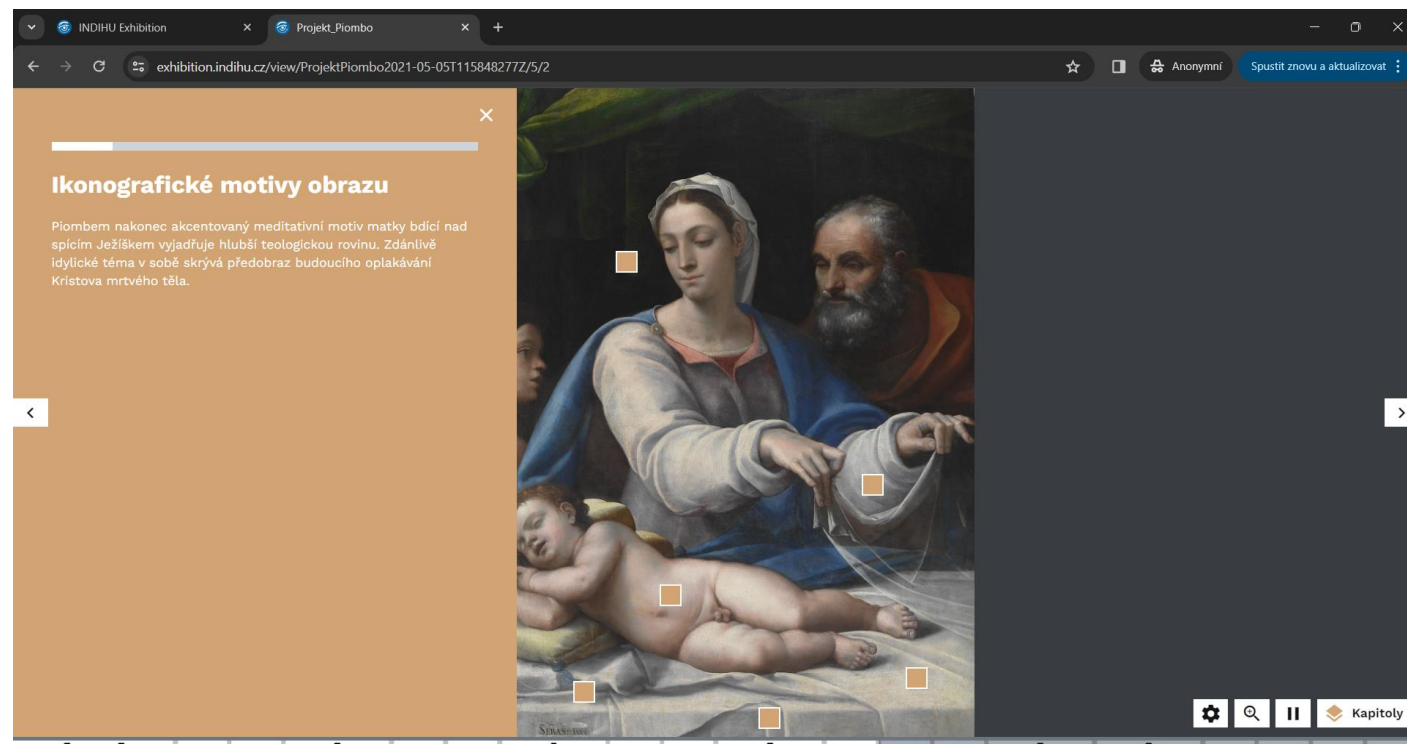 INDIHU Exhibition
Projekt_Piombo
exhibition.indihu.cz/view/ProjektPiombo2021-05-05T115848277Z/5/2
Anonymní
Spustit znovu a aktualizovat
Ikonografické motivy obrazu
Piombem nakonec akcentovaný meditativní motiv matky bdící nad
spícím Ježíškem vyjadřuje hlubší teologickou rovinu. Zdánlivě
idylické téma v sobě skrývá předobraz budoucího oplakávání
Kristova mrtvého těla.
Kapitoly